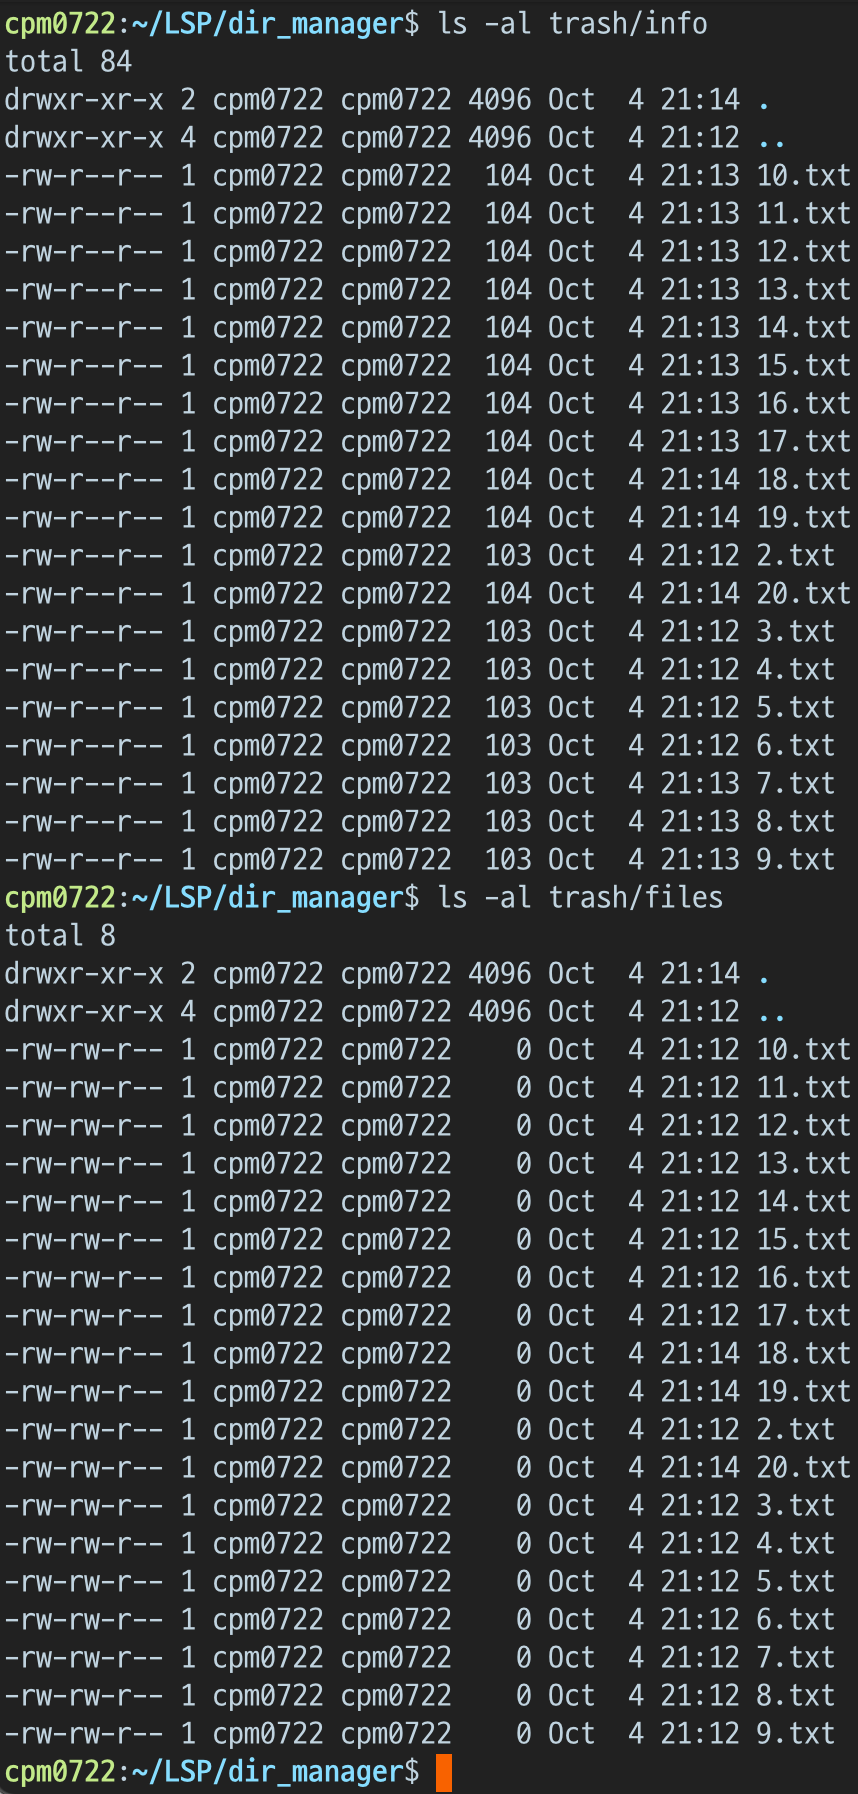 cpm0722:~/LSP/dir_manager$ ls -al trash/info
total 84
drwxr-xr-x 2 cpm0722 cpm0722 4096 Oct  4 21:14 .
drwxr-xr-x 4 cpm0722 cpm0722 4096 Oct  4 21:12 ..
-rw-r--r-- 1 cpm0722 cpm0722  104 Oct  4 21:13 10.txt
-rw-r--r-- 1 cpm0722 cpm0722  104 Oct  4 21:13 11.txt
-rw-r--r-- 1 cpm0722 cpm0722  104 Oct  4 21:13 12.txt
-rw-r--r-- 1 cpm0722 cpm0722  104 Oct  4 21:13 13.txt
-rw-r--r-- 1 cpm0722 cpm0722  104 Oct  4 21:13 14.txt
-rw-r--r-- 1 cpm0722 cpm0722  104 Oct  4 21:13 15.txt
-rw-r--r-- 1 cpm0722 cpm0722  104 Oct  4 21:13 16.txt
-rw-r--r-- 1 cpm0722 cpm0722  104 Oct  4 21:13 17.txt
-rw-r--r-- 1 cpm0722 cpm0722  104 Oct  4 21:14 18.txt
-rw-r--r-- 1 cpm0722 cpm0722  104 Oct  4 21:14 19.txt
-rw-r--r-- 1 cpm0722 cpm0722  103 Oct  4 21:12 2.txt
-rw-r--r-- 1 cpm0722 cpm0722  104 Oct  4 21:14 20.txt
-rw-r--r-- 1 cpm0722 cpm0722  103 Oct  4 21:12 3.txt
-rw-r--r-- 1 cpm0722 cpm0722  103 Oct  4 21:12 4.txt
-rw-r--r-- 1 cpm0722 cpm0722  103 Oct  4 21:12 5.txt
-rw-r--r-- 1 cpm0722 cpm0722  103 Oct  4 21:12 6.txt
-rw-r--r-- 1 cpm0722 cpm0722  103 Oct  4 21:13 7.txt
-rw-r--r-- 1 cpm0722 cpm0722  103 Oct  4 21:13 8.txt
-rw-r--r-- 1 cpm0722 cpm0722  103 Oct  4 21:13 9.txt
cpm0722:~/LSP/dir_manager$ ls -al trash/files
total 8
drwxr-xr-x 2 cpm0722 cpm0722 4096 Oct  4 21:14 .
drwxr-xr-x 4 cpm0722 cpm0722 4096 Oct  4 21:12 ..
-rw-rw-r-- 1 cpm0722 cpm0722    0 Oct  4 21:12 10.txt
-rw-rw-r-- 1 cpm0722 cpm0722    0 Oct  4 21:12 11.txt
-rw-rw-r-- 1 cpm0722 cpm0722    0 Oct  4 21:12 12.txt
-rw-rw-r-- 1 cpm0722 cpm0722    0 Oct  4 21:12 13.txt
-rw-rw-r-- 1 cpm0722 cpm0722    0 Oct  4 21:12 14.txt
-rw-rw-r-- 1 cpm0722 cpm0722    0 Oct  4 21:12 15.txt
-rw-rw-r-- 1 cpm0722 cpm0722    0 Oct  4 21:12 16.txt
-rw-rw-r-- 1 cpm0722 cpm0722    0 Oct  4 21:12 17.txt
-rw-rw-r-- 1 cpm0722 cpm0722    0 Oct  4 21:14 18.txt
-rw-rw-r-- 1 cpm0722 cpm0722    0 Oct  4 21:14 19.txt
-rw-rw-r-- 1 cpm0722 cpm0722    0 Oct  4 21:12 2.txt
-rw-rw-r-- 1 cpm0722 cpm0722    0 Oct  4 21:14 20.txt
-rw-rw-r-- 1 cpm0722 cpm0722    0 Oct  4 21:12 3.txt
-rw-rw-r-- 1 cpm0722 cpm0722    0 Oct  4 21:12 4.txt
-rw-rw-r-- 1 cpm0722 cpm0722    0 Oct  4 21:12 5.txt
-rw-rw-r-- 1 cpm0722 cpm0722    0 Oct  4 21:12 6.txt
-rw-rw-r-- 1 cpm0722 cpm0722    0 Oct  4 21:12 7.txt
-rw-rw-r-- 1 cpm0722 cpm0722    0 Oct  4 21:12 8.txt
-rw-rw-r-- 1 cpm0722 cpm0722    0 Oct  4 21:12 9.txt
cpm0722:~/LSP/dir_manager$